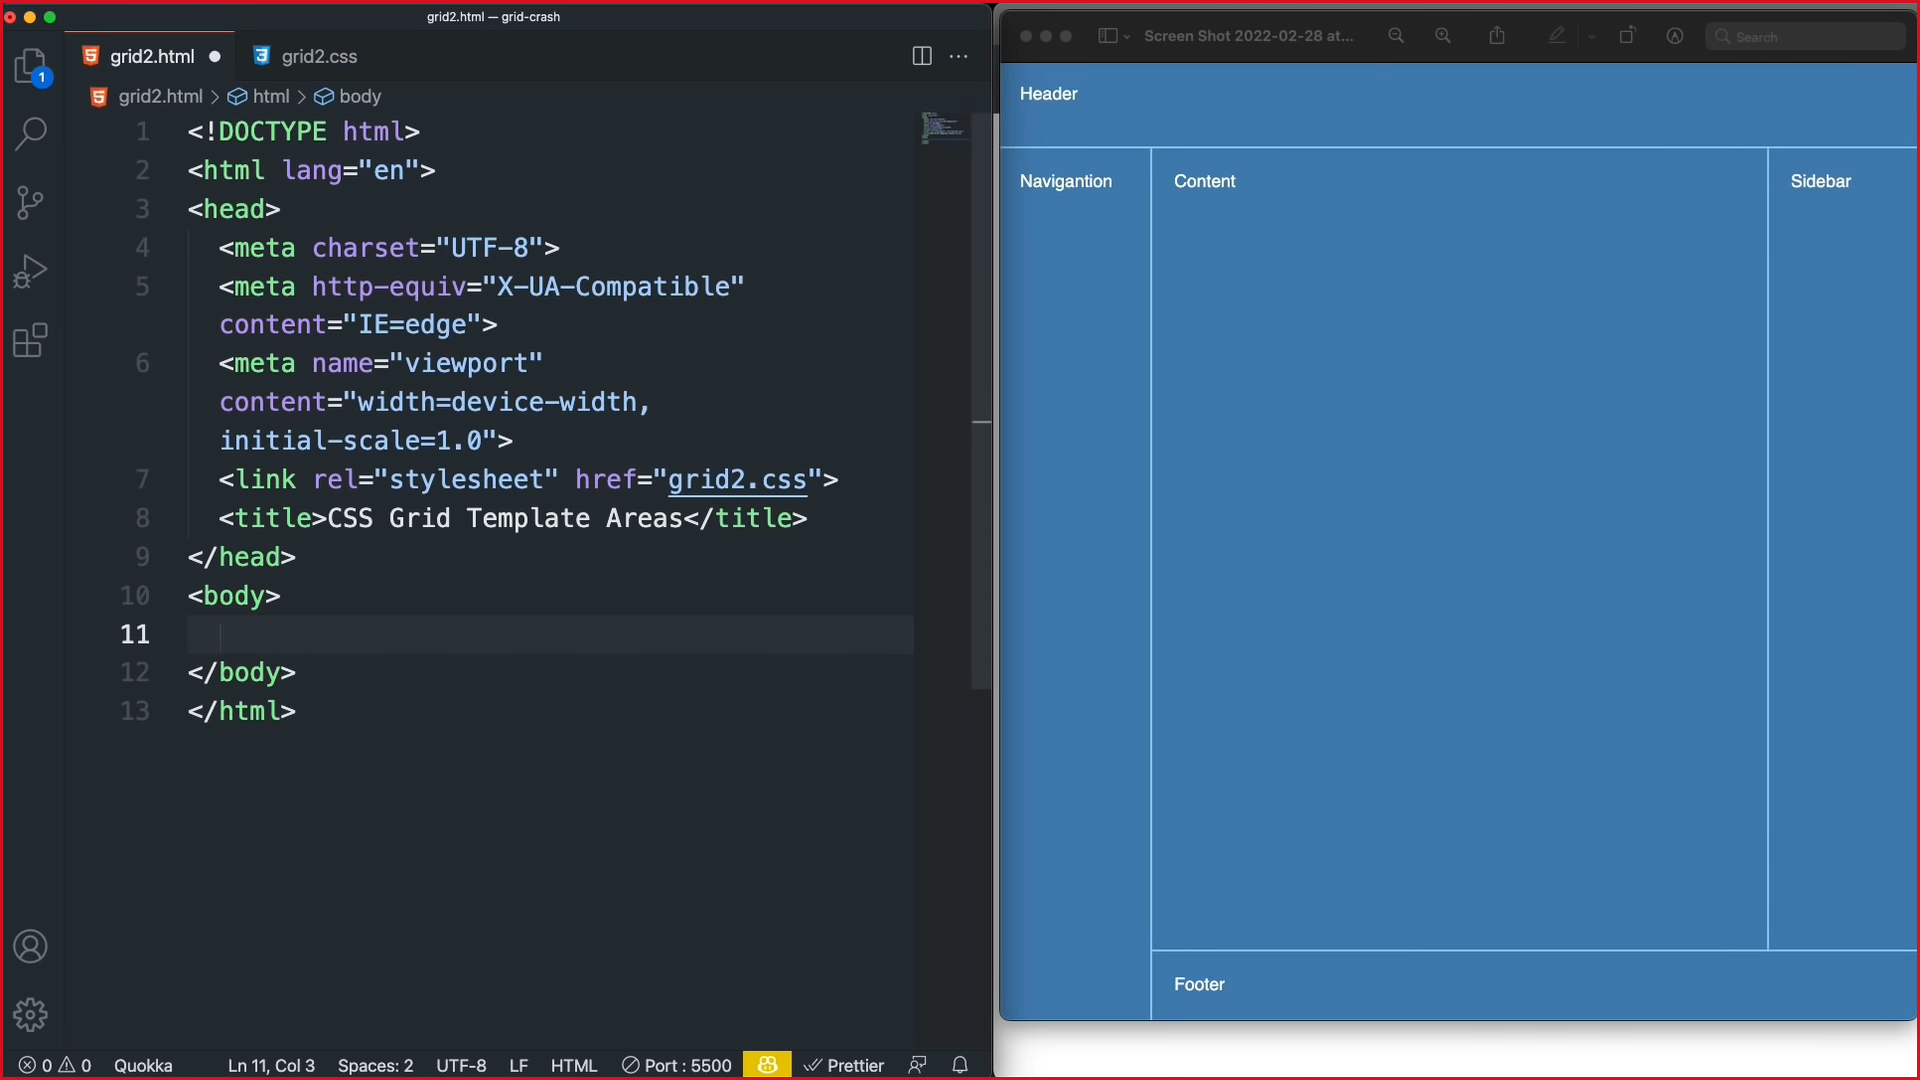 grid2.html — grid-crash
grid2.html
grid2.css
grid2.html > html > body
1 <!DOCTYPE html>
2 <html lang="en">
3 <head>
4 <meta charset="UTF-8">
5 <meta http-equiv="X-UA-Compatible"
content="IE=edge">
6 <meta name="viewport"
content="width=device-width,
initial-scale=1.0">
7 <link rel="stylesheet" href="grid2.css">
8 <title>CSS Grid Template Areas</title>
9 </head>
10 <body>
11
12 </body>
13 </html>
1
0 0 Quokka Ln 11, Col 3 Spaces: 2 UTF-8 LF HTML Port : 5500 Prettier
Screen Shot 2022-02-28 at... Search
Header
Navigantion
Content
Sidebar
Footer